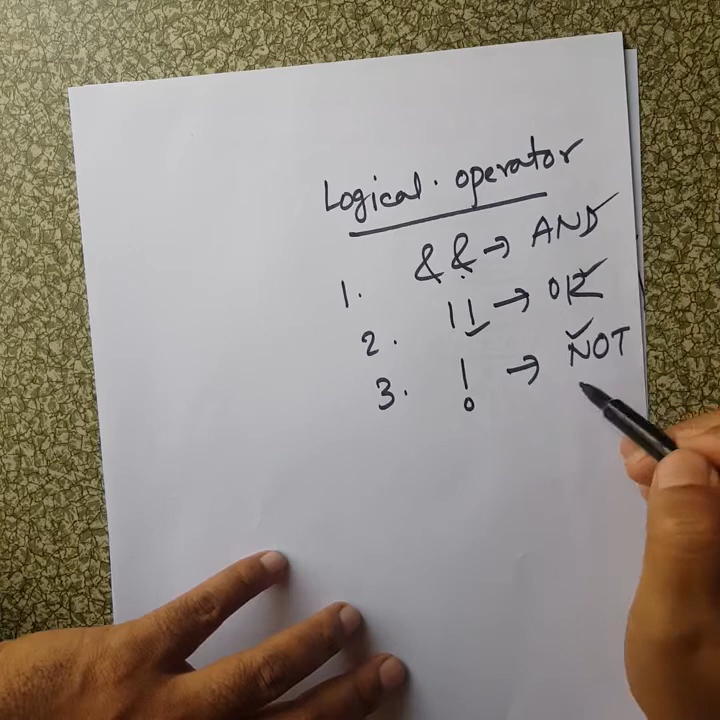 Logical. operator
1. && → AND
2. || → OR
3. ! → NOT